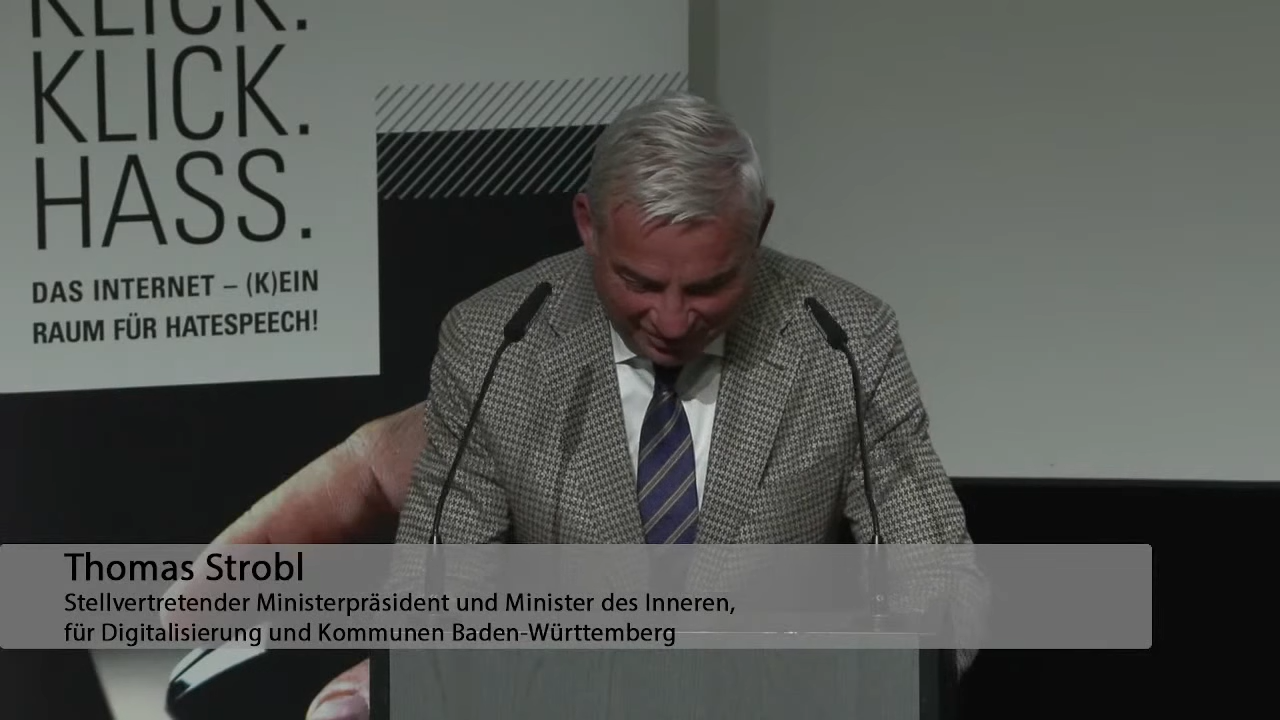 KLICK.
KLICK.
HASS.
DAS INTERNET – (K)EIN
RAUM FÜR HATESPEECH!
Thomas Strobl
Stellvertretender Ministerpräsident und Minister des Inneren,
für Digitalisierung und Kommunen Baden-Württemberg